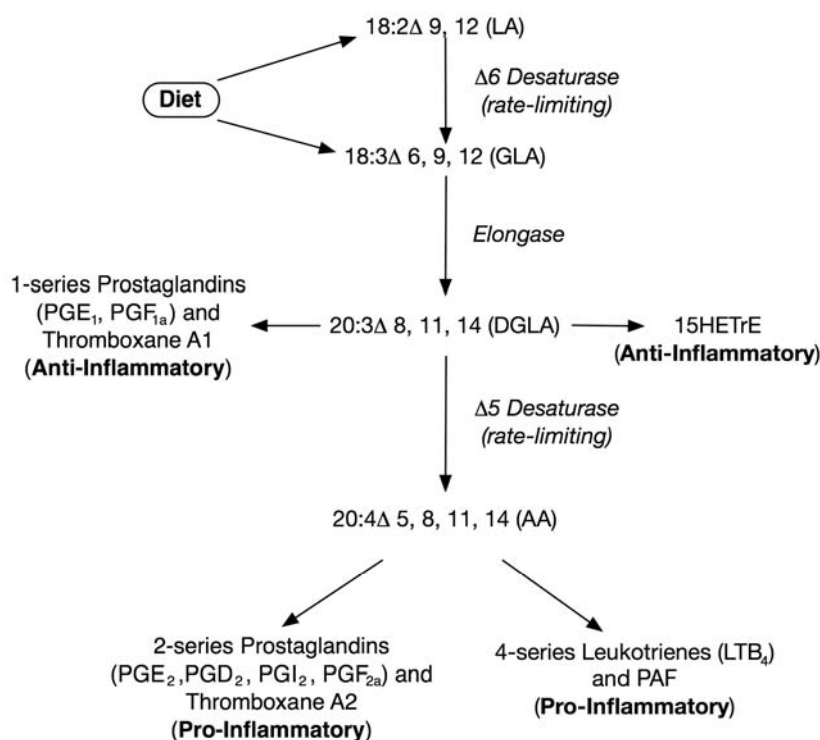 18:2Δ 9, 12 (LA)
Diet
Δ6 Desaturase
(rate-limiting)
18:3Δ 6, 9, 12 (GLA)
Elongase
1-series Prostaglandins
(PGE₁, PGF₁ₐ) and
Thromboxane A1
(Anti-Inflammatory)
20:3Δ 8, 11, 14 (DGLA)
15HETrE
(Anti-Inflammatory)
Δ5 Desaturase
(rate-limiting)
20:4Δ 5, 8, 11, 14 (AA)
2-series Prostaglandins
(PGE₂,PGD₂, PGI₂, PGF₂ₐ) and
Thromboxane A2
(Pro-Inflammatory)
4-series Leukotrienes (LTB₄)
and PAF
(Pro-Inflammatory)